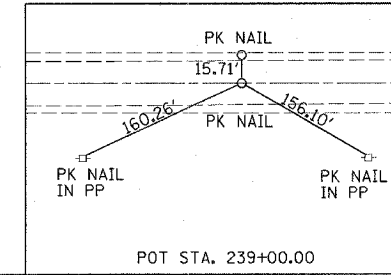 PK NAIL
15.71'
160.26'
156.10'
PK NAIL
PK NAIL
IN PP
PK NAIL
IN PP
POT STA. 239+00.00